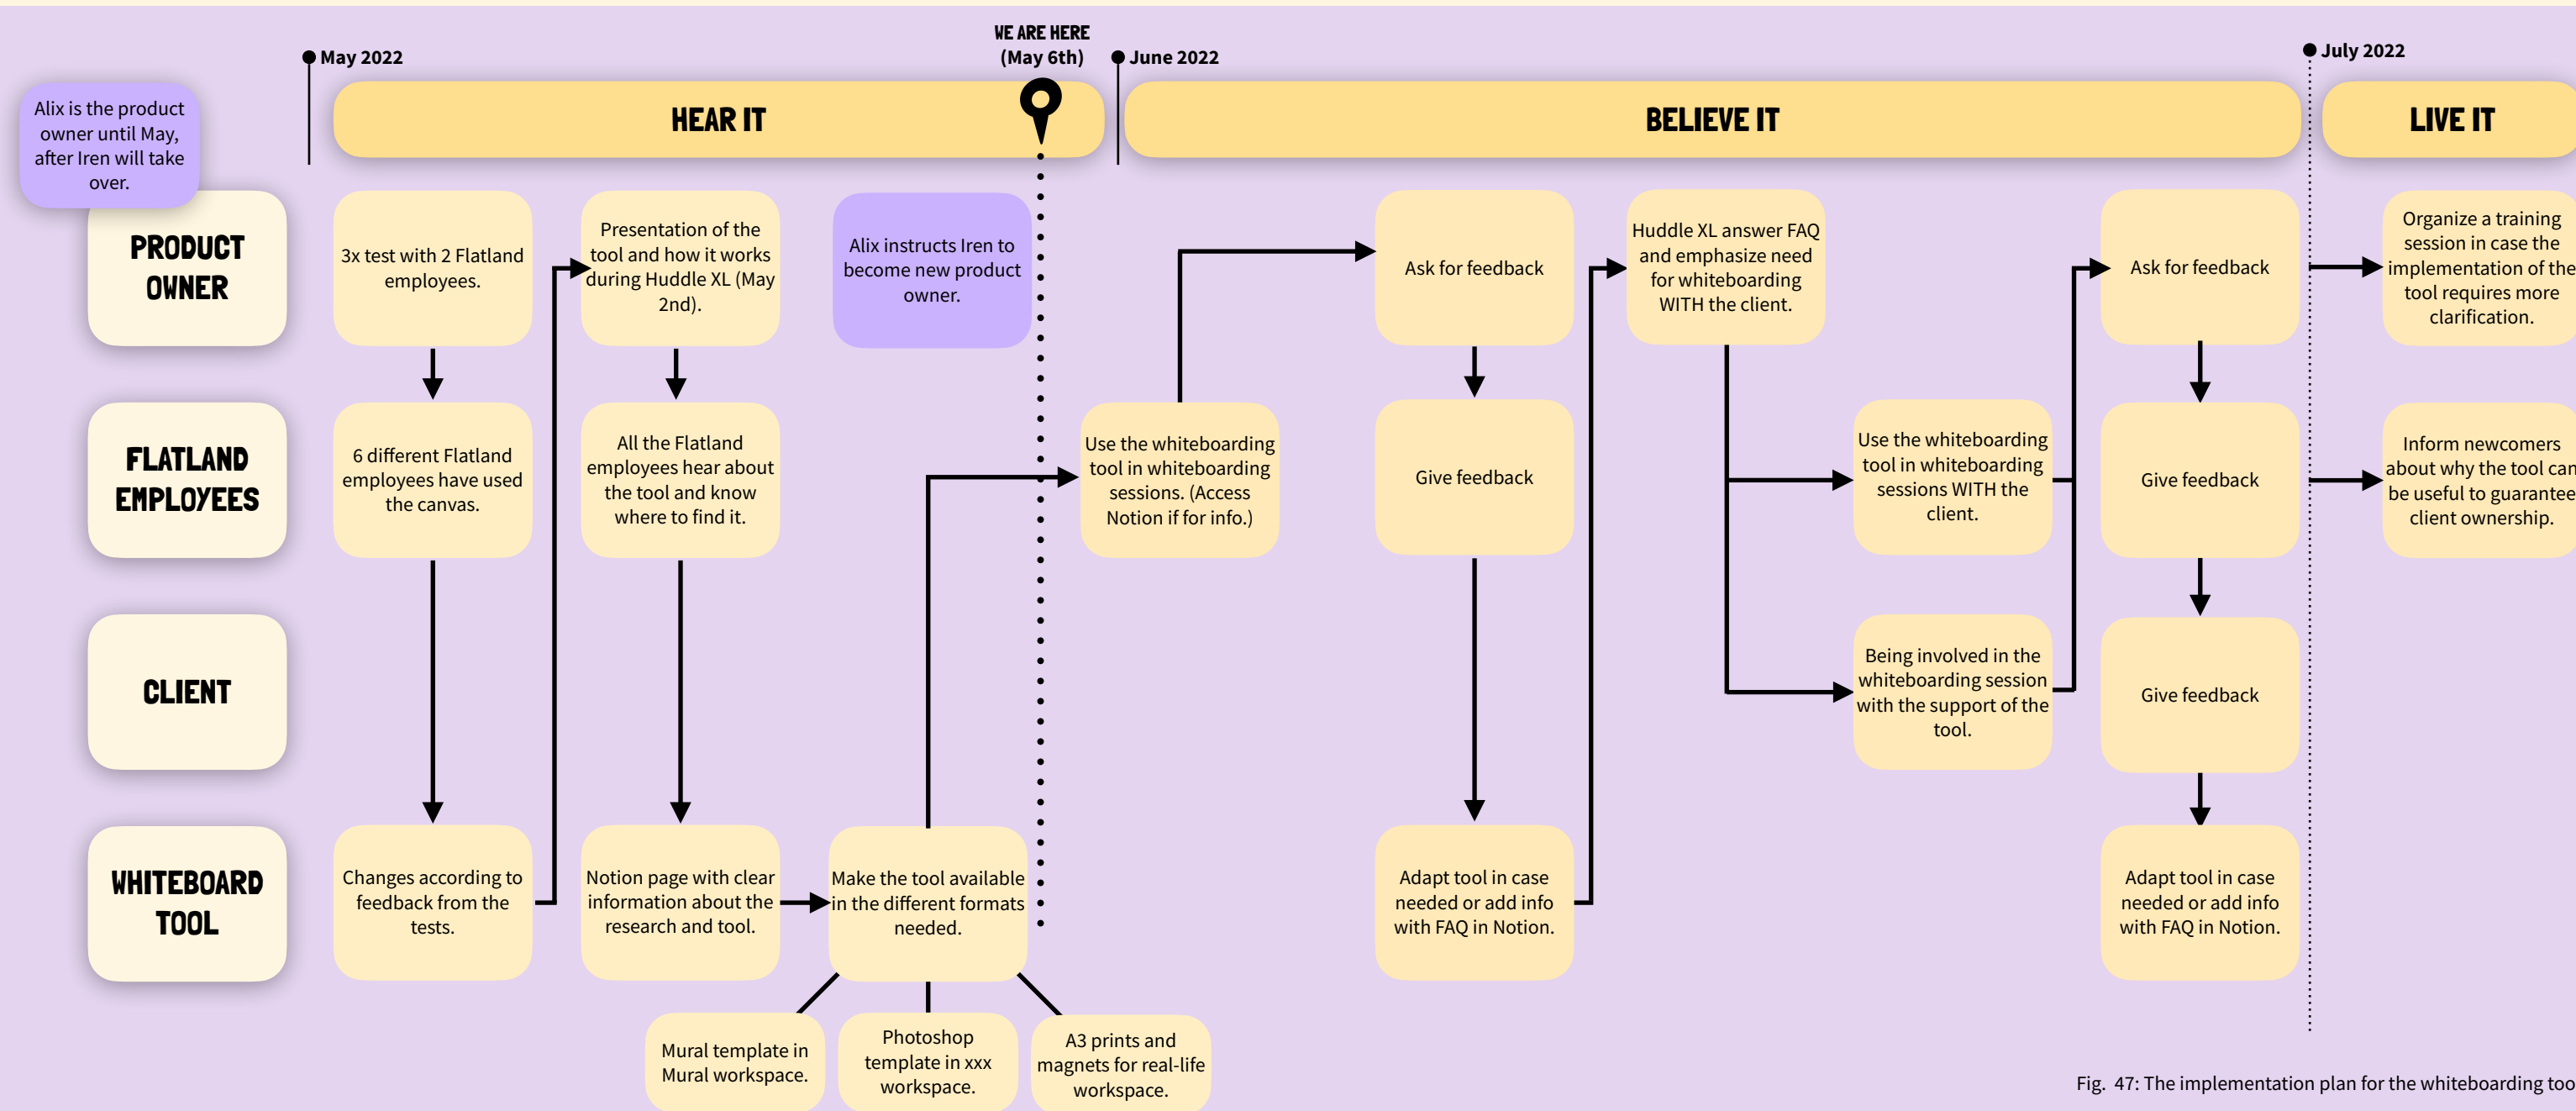 WE ARE HERE
(May 6th)
May 2022
June 2022
July 2022
HEAR IT
BELIEVE IT
LIVE IT
Alix is the product
owner until May,
after Iren will take
over.
PRODUCT
OWNER
3x test with 2 Flatland
employees.
Presentation of the
tool and how it works
during Huddle XL (May
2nd).
Alix instructs Iren to
become new product
owner.
Ask for feedback
Huddle XL answer FAQ
and emphasize need
for whiteboarding
WITH the client.
Ask for feedback
Organize a training
session in case the
implementation of the
tool requires more
clarification.
FLATLAND
EMPLOYEES
6 different Flatland
employees have used
the canvas.
All the Flatland
employees hear about
the tool and know
where to find it.
Use the whiteboarding
tool in whiteboarding
sessions. (Access
Notion if for info.)
Give feedback
Use the whiteboarding
tool in whiteboarding
sessions WITH the
client.
Give feedback
Inform newcomers
about why the tool can
be useful to guarantee
client ownership.
CLIENT
Being involved in the
whiteboarding session
with the support of the
tool.
Give feedback
WHITEBOARD
TOOL
Changes according to
feedback from the
tests.
Notion page with clear
information about the
research and tool.
Make the tool available
in the different formats
needed.
Adapt tool in case
needed or add info
with FAQ in Notion.
Adapt tool in case
needed or add info
with FAQ in Notion.
Mural template in
Mural workspace.
Photoshop
template in xxx
workspace.
A3 prints and
magnets for real-life
workspace.
Fig. 47: The implementation plan for the whiteboarding too